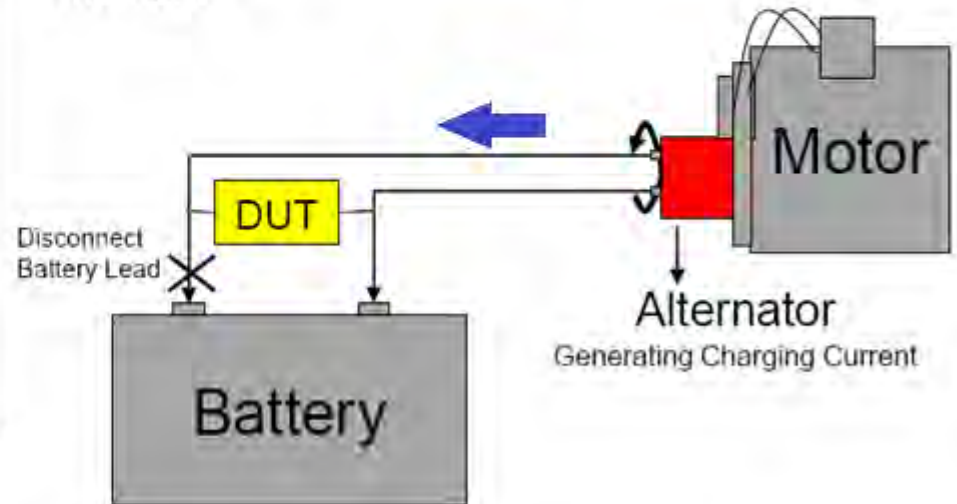 Motor
DUT
Disconnect
Battery Lead
Alternator
Generating Charging Current
Battery